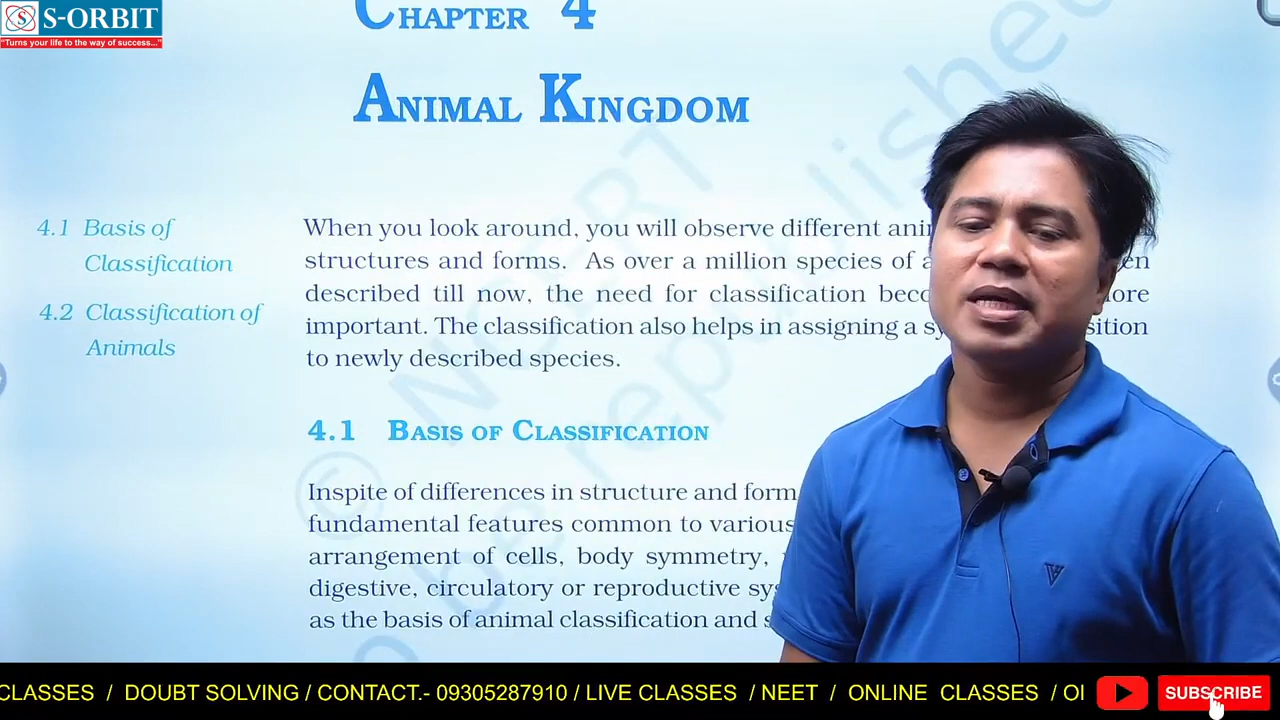 S
S-ORBIT
"Turns your life to the way of success..."
CHAPTER 4
ANIMAL KINGDOM
4.1 Basis of
Classification
4.2 Classification of
Animals
When you look around, you will observe different
structures and forms. As over a million species of
described till now, the need for classification
important. The classification also helps in assigning a
to newly described species.
4.1 BASIS OF CLASSIFICATION
Inspite of differences in structure and form
fundamental features common to various
arrangement of cells, body symmetry,
digestive, circulatory or reproductive
as the basis of animal classification and
© NCERT
be republished
CLASSES / DOUBT SOLVING / CONTACT.- 09305287910 / LIVE CLASSES / NEET / ONLINE CLASSES /
SUBSCRIBE